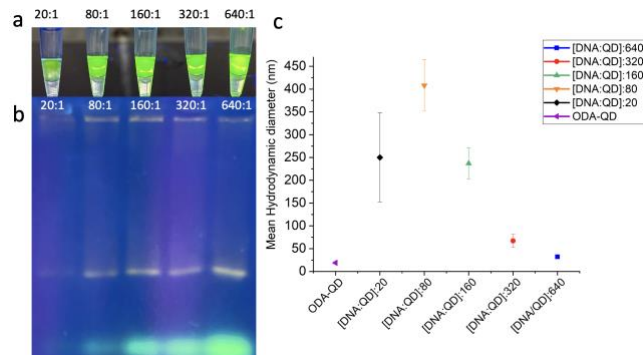 a
20:1 80:1 160:1 320:1 640:1
b
20:1 80:1 160:1 320:1 640:1
c
Mean Hydrodynamic diameter (nm)
450
400
350
300
250
200
150
100
50
0
ODA-QD
[DNA:QD]:20
[DNA:QD]:80
[DNA:QD]:160
[DNA:QD]:320
[DNA/QD]:640
[DNA:QD]:640
[DNA:QD]:320
[DNA:QD]:160
[DNA:QD]:80
[DNA:QD]:20
ODA-QD